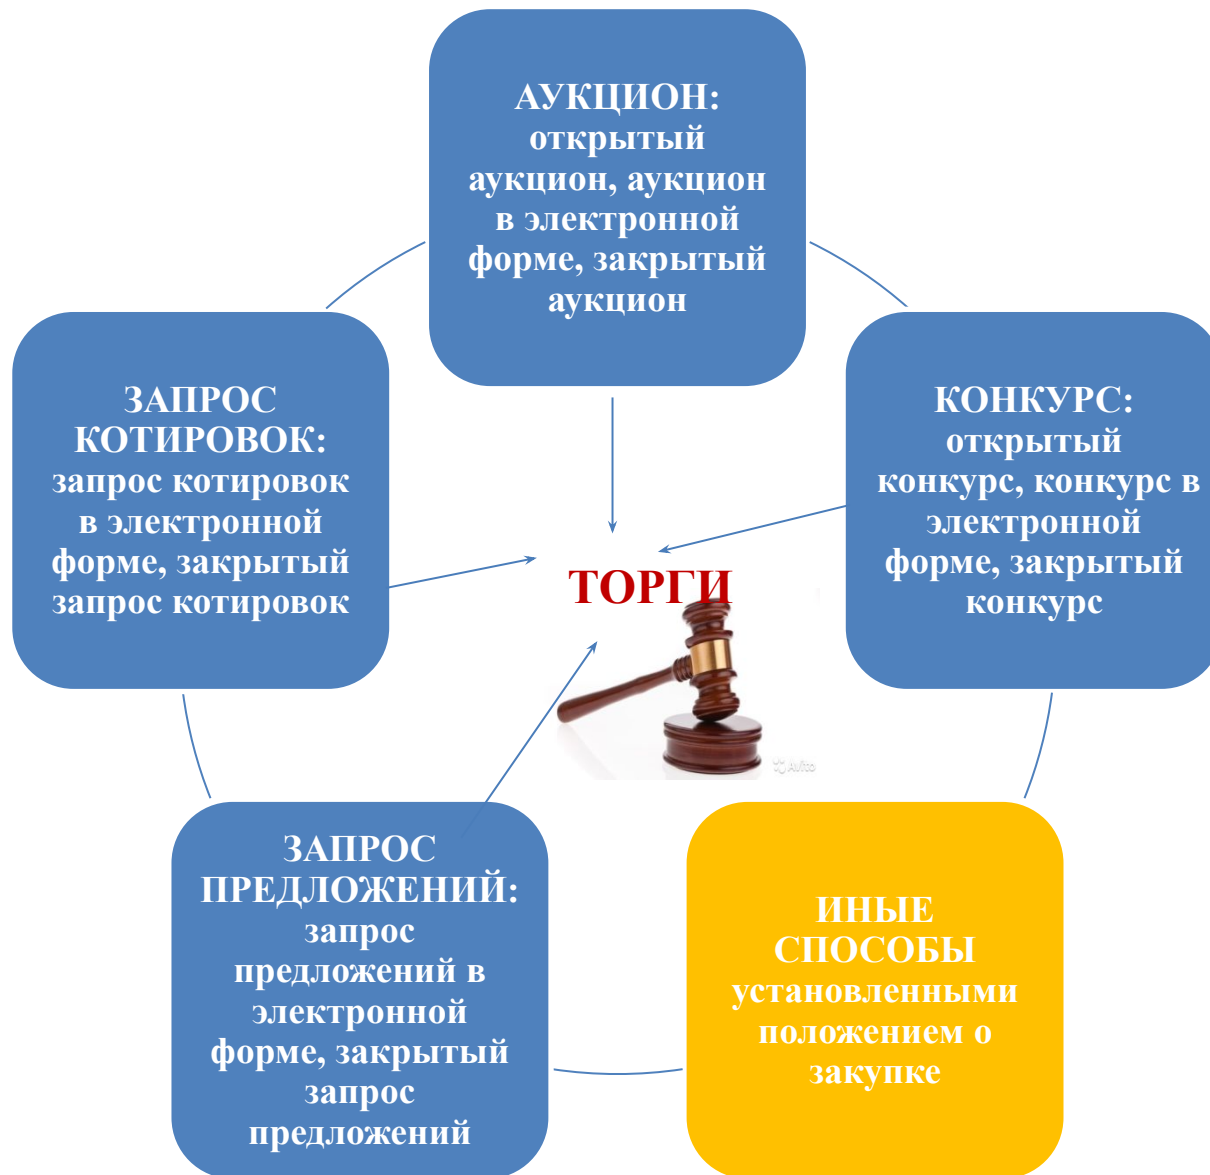 АУКЦИОН:
открытый
аукцион, аукцион
в электронной
форме, закрытый
аукцион
ЗАПРОС
КОТИРОВОК:
запрос котировок
в электронной
форме, закрытый
запрос котировок
КОНКУРС:
открытый
конкурс, конкурс в
электронной
форме, закрытый
конкурс
ТОРГИ
Avito
ЗАПРОС
ПРЕДЛОЖЕНИЙ:
запрос
предложений в
электронной
форме, закрытый
запрос
предложений
ИНЫЕ
СПОСОБЫ
установленными
положением о
закупке